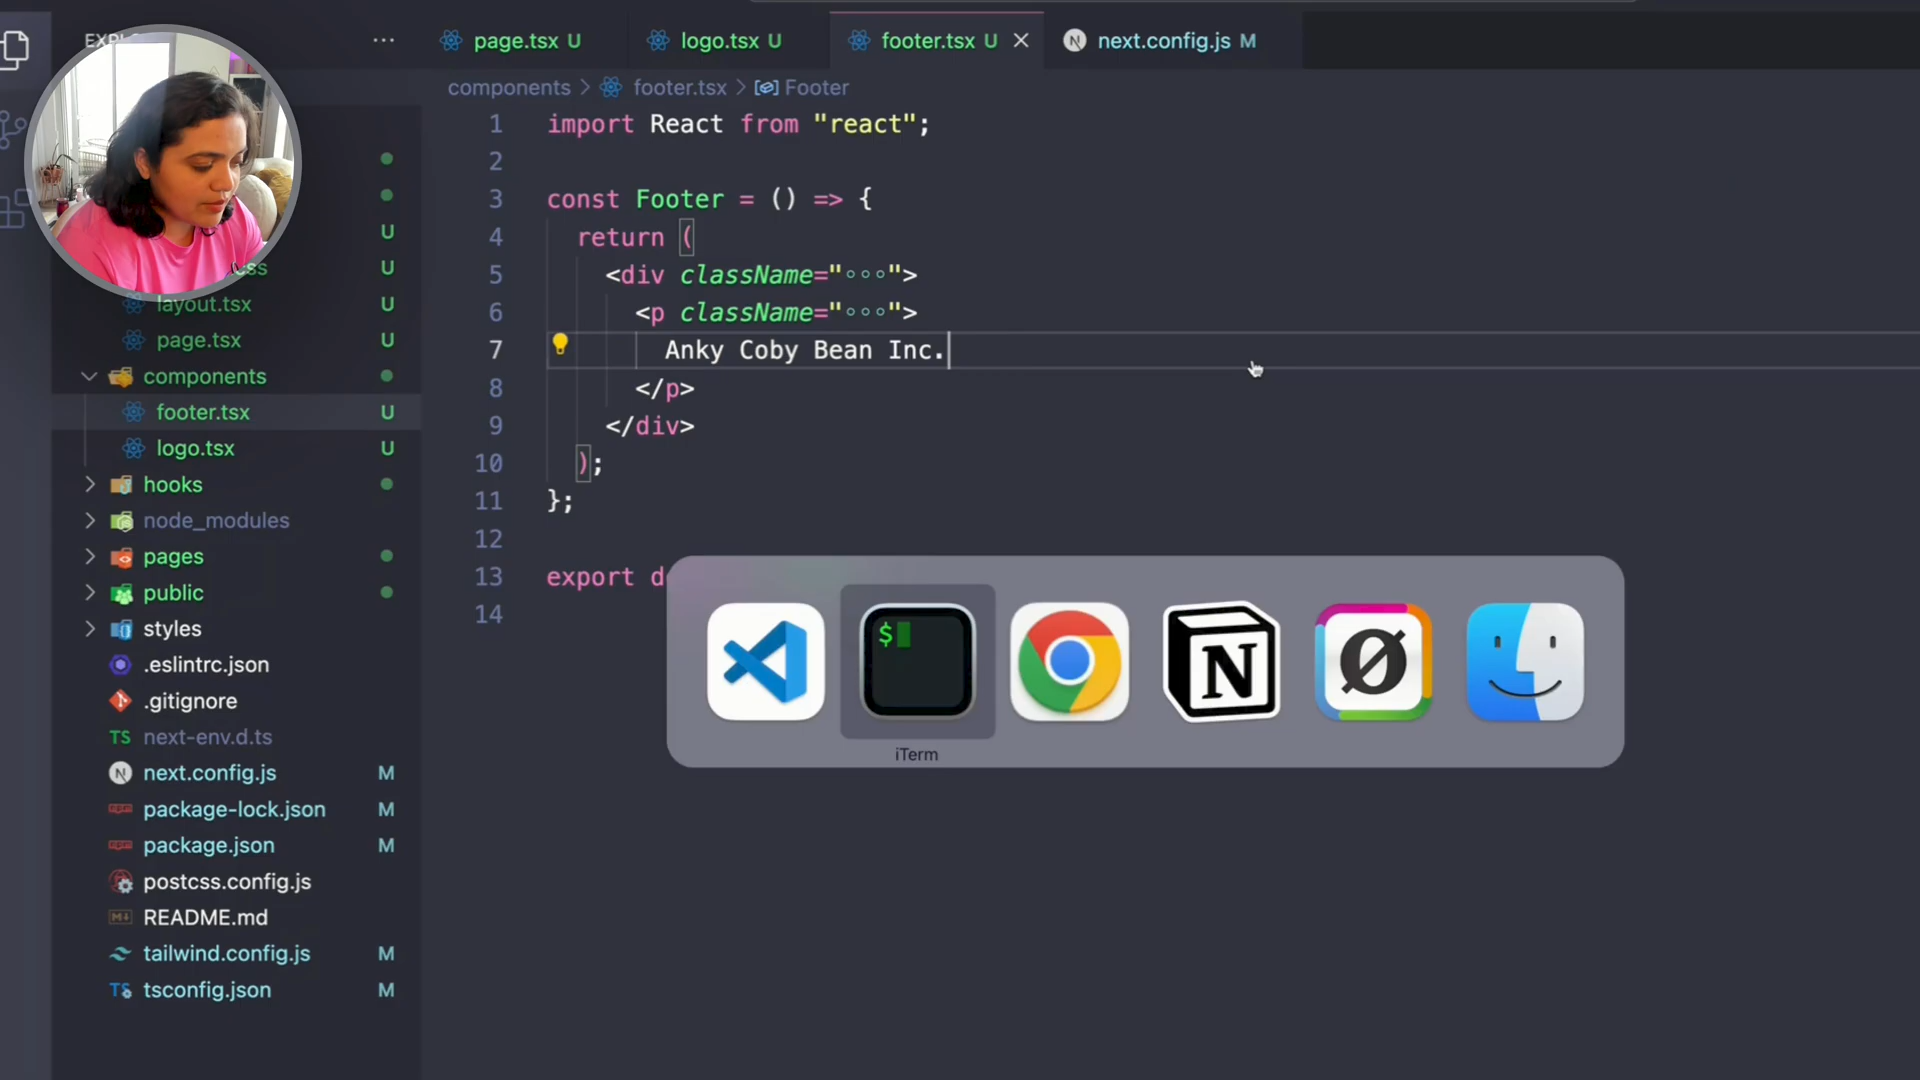 page.tsx U
logo.tsx U
footer.tsx U
next.config.js M
components > footer.tsx > Footer
1 import React from "react";
2
3 const Footer = () => {
4 return (
5 <div className="∘∘∘">
6 <p className="∘∘∘">
7 Anky Coby Bean Inc.
8 </p>
9 </div>
10 );
11 };
12
13 export d
14
U
U
layout.tsx U
page.tsx U
components
footer.tsx U
logo.tsx U
hooks
node_modules
pages
public
styles
.eslintrc.json
.gitignore
TS next-env.d.ts
N next.config.js M
package-lock.json M
package.json M
postcss.config.js
README.md
tailwind.config.js M
TS tsconfig.json M
$
N
iTerm